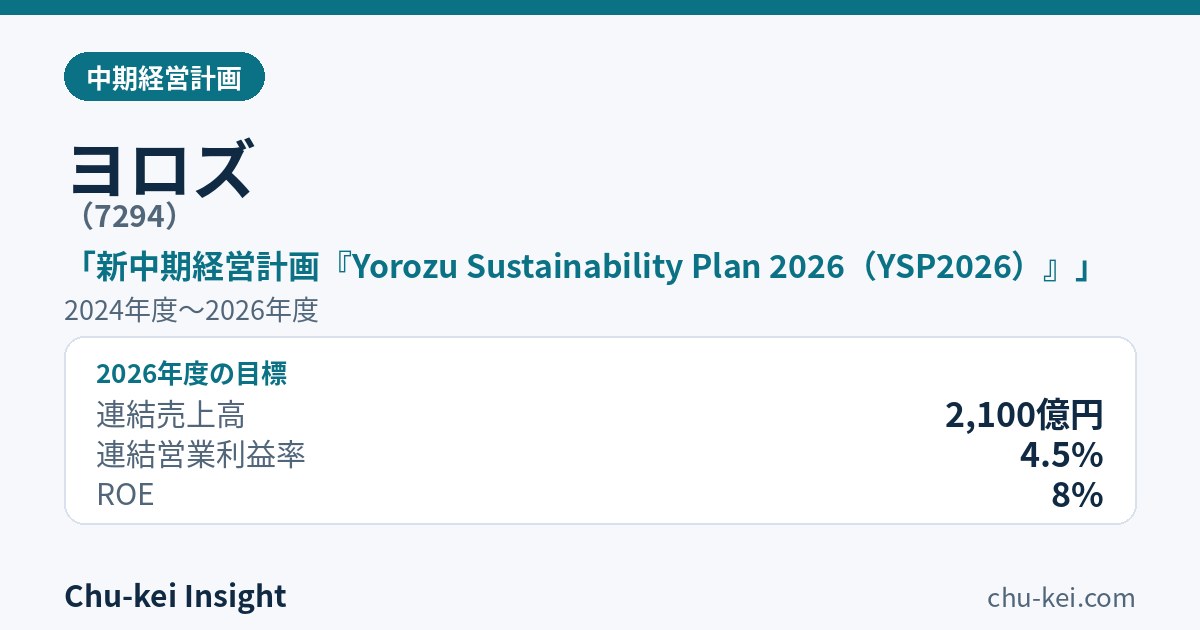 中期経営計画
ヨロズ
（7294）
「新中期経営計画『Yorozu Sustainability Plan 2026（YSP2026）』」
2024年度～2026年度
2026年度の目標
連結売上高 2,100億円
連結営業利益率 4.5%
ROE 8%
Chu-kei Insight chu-kei.com